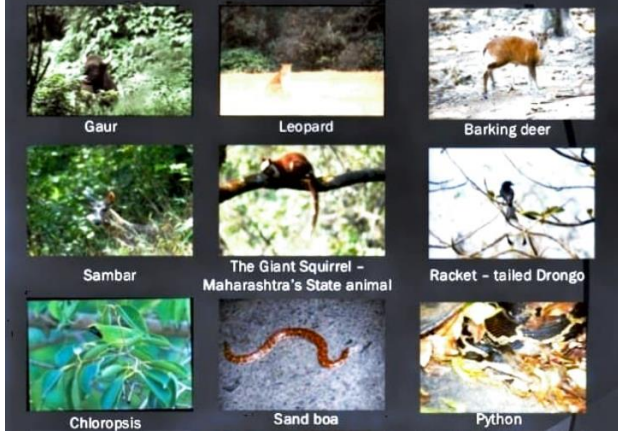 Gaur
Leopard
Barking deer
Sambar
The Giant Squirrel –
Maharashtra's State animal
Racket – tailed Drongo
Chloropsis
Sand boa
Python